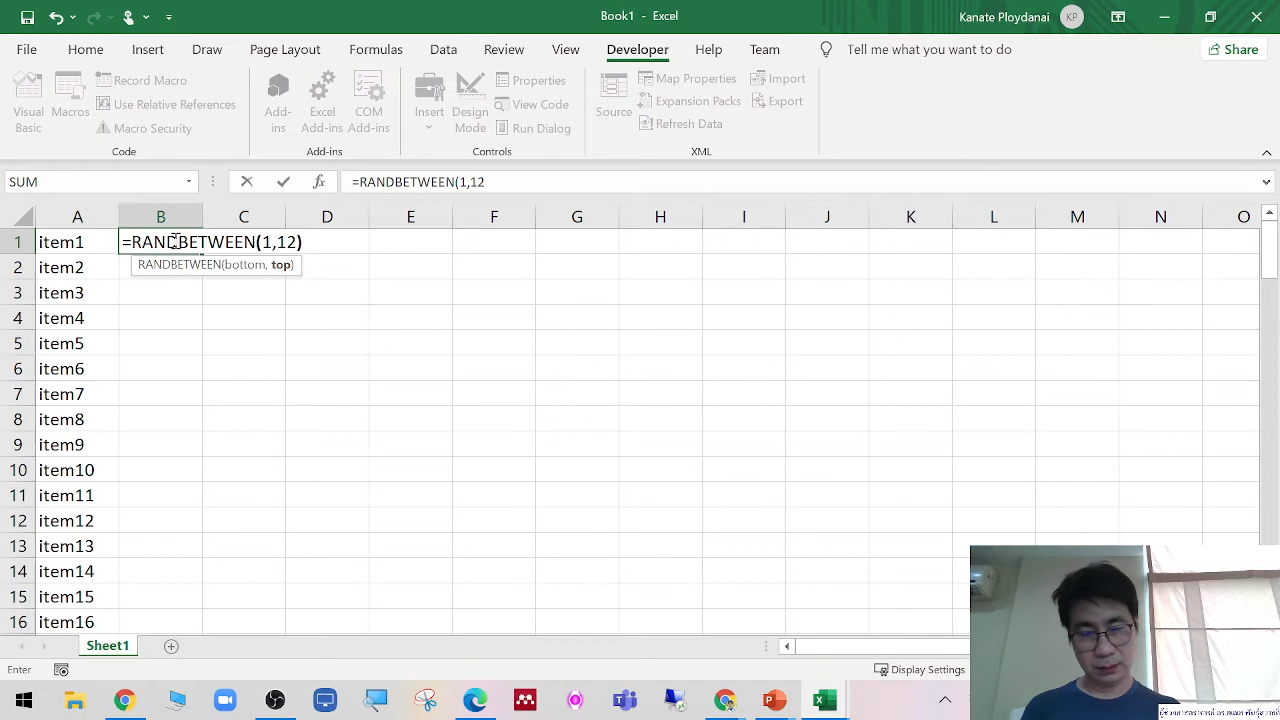 Book1 - Excel
Kanate Ploydanai
KP
File Home Insert Draw Page Layout Formulas Data Review View Developer Help Team Tell me what you want to do Share
Visual Basic
Macros
Record Macro
Use Relative References
Macro Security
Code
Add-ins
Excel Add-ins
COM Add-ins
Add-ins
Insert
Design Mode
Properties
View Code
Run Dialog
Controls
Source
Map Properties
Expansion Packs
Refresh Data
Import
Export
XML
SUM
fx
=RANDBETWEEN(1,12
A B C D E F G H I J K L M N O
1 item1 =RANDBETWEEN(1,12)
RANDBETWEEN(bottom, top)
2 item2
3 item3
4 item4
5 item5
6 item6
7 item7
8 item8
9 item9
10 item10
11 item11
12 item12
13 item13
14 item14
15 item15
16 item16
Sheet1
Enter
Display Settings